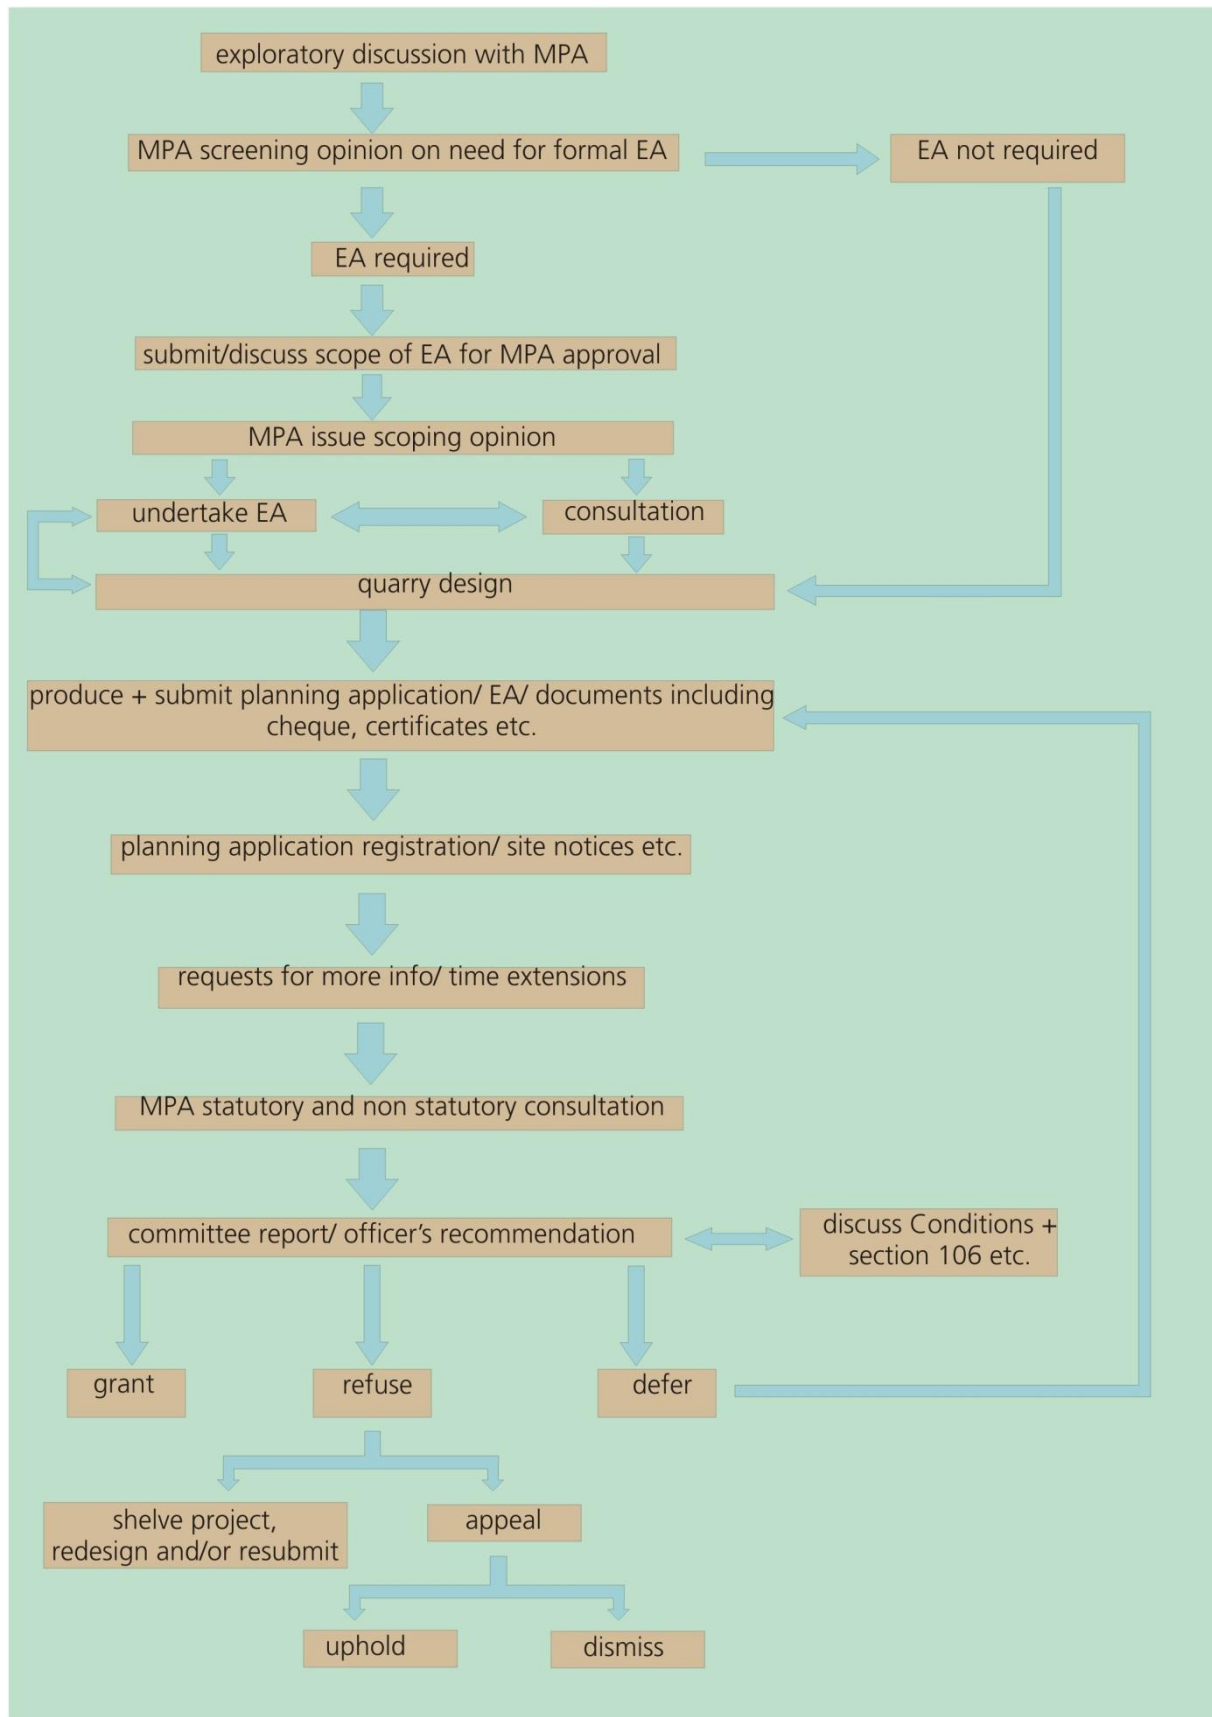 exploratory discussion with MPA
MPA screening opinion on need for formal EA
EA not required
EA required
submit/discuss scope of EA for MPA approval
MPA issue scoping opinion
undertake EA
consultation
quarry design
produce + submit planning application/ EA/ documents including
cheque, certificates etc.
planning application registration/ site notices etc.
requests for more info/ time extensions
MPA statutory and non statutory consultation
committee report/ officer’s recommendation
discuss Conditions +
section 106 etc.
grant
refuse
defer
shelve project,
redesign and/or resubmit
appeal
uphold
dismiss